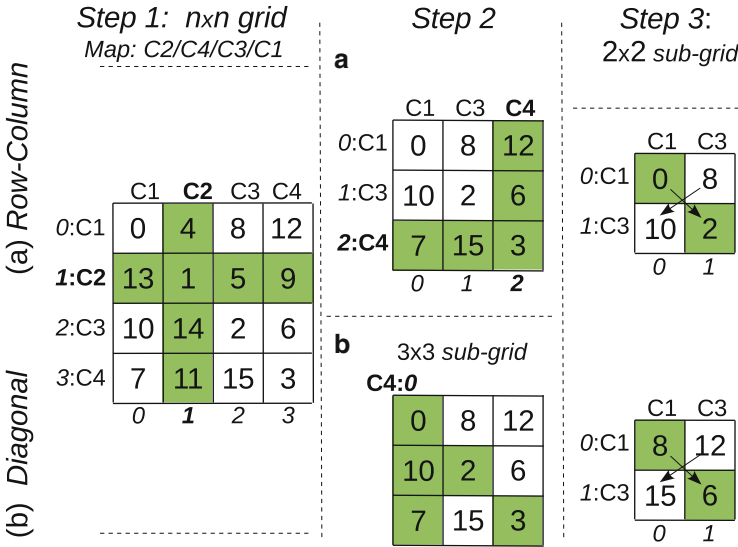 Step 1: nxn grid
Map: C2/C4/C3/C1
(a) Row-Column
(b) Diagonal
C1 C2 C3 C4
0:C1 0 4 8 12
1:C2 13 1 5 9
2:C3 10 14 2 6
3:C4 7 11 15 3
0 1 2 3
Step 2
a
C1 C3 C4
0:C1 0 8 12
1:C3 10 2 6
2:C4 7 15 3
0 1 2
b
3x3 sub-grid
C4:0
0 8 12
10 2 6
7 15 3
Step 3:
2x2 sub-grid
C1 C3
0:C1 0 8
1:C3 10 2
0 1
C1 C3
0:C1 8 12
1:C3 15 6
0 1